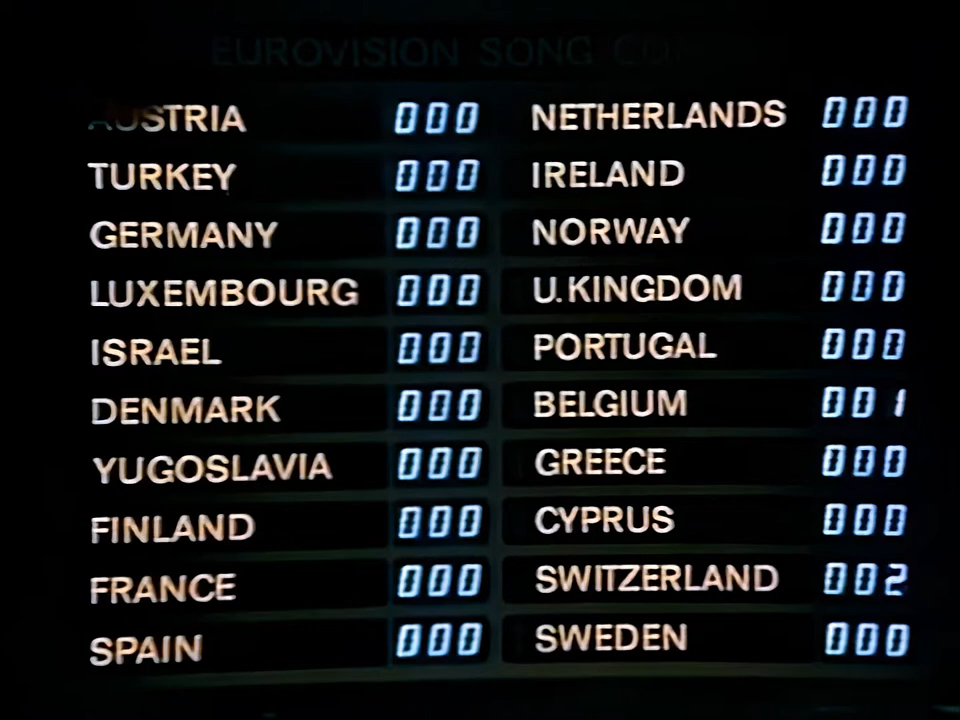 EUROVISION SONG
AUSTRIA 000
TURKEY 000
GERMANY 000
LUXEMBOURG 000
ISRAEL 000
DENMARK 000
YUGOSLAVIA 000
FINLAND 000
FRANCE 000
SPAIN 000
NETHERLANDS 000
IRELAND 000
NORWAY 000
U.KINGDOM 000
PORTUGAL 000
BELGIUM 001
GREECE 000
CYPRUS 000
SWITZERLAND 002
SWEDEN 000